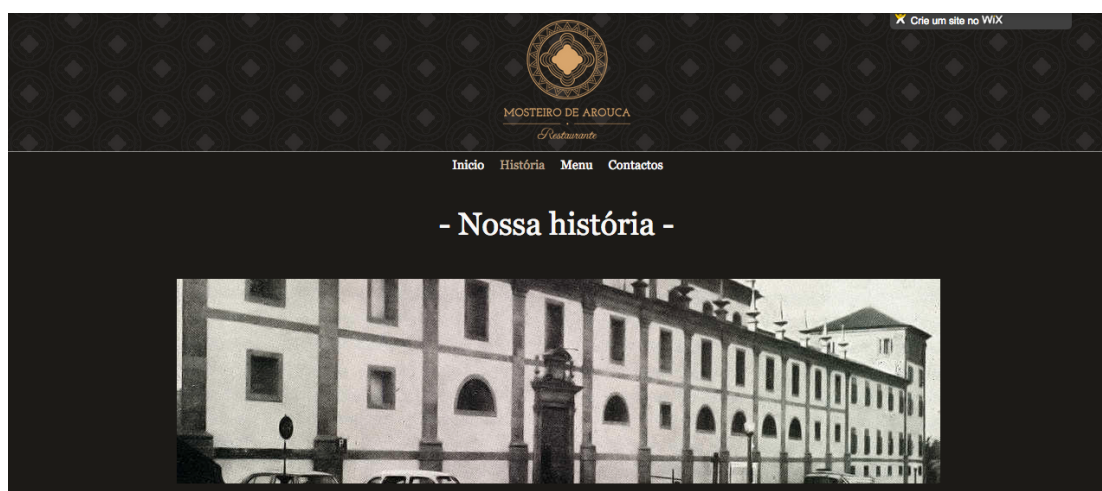 Crie um site no WiX
MOSTEIRO DE AROUCA
Restaurante
Inicio História Menu Contactos
- Nossa história -